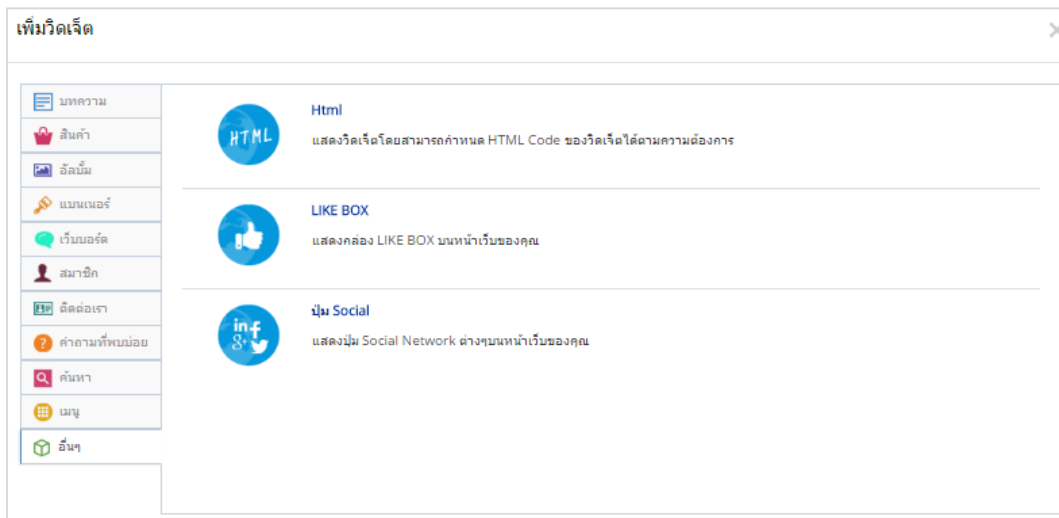 เพิ่มวิดเจ็ต
บทความ
สินค้า
อัลบั้ม
แบนเนอร์
เว็บบอร์ด
สมาชิก
ติดต่อเรา
คำถามที่พบบ่อย
ค้นหา
เมนู
อื่นๆ
HTML
Html
แสดงวิดเจ็ตโดยสามารถกำหนด HTML Code ของวิดเจ็ตได้ตามความต้องการ
LIKE BOX
แสดงกล่อง LIKE BOX บนหน้าเว็บของคุณ
ปุ่ม Social
แสดงปุ่ม Social Network ต่างๆบนหน้าเว็บของคุณ